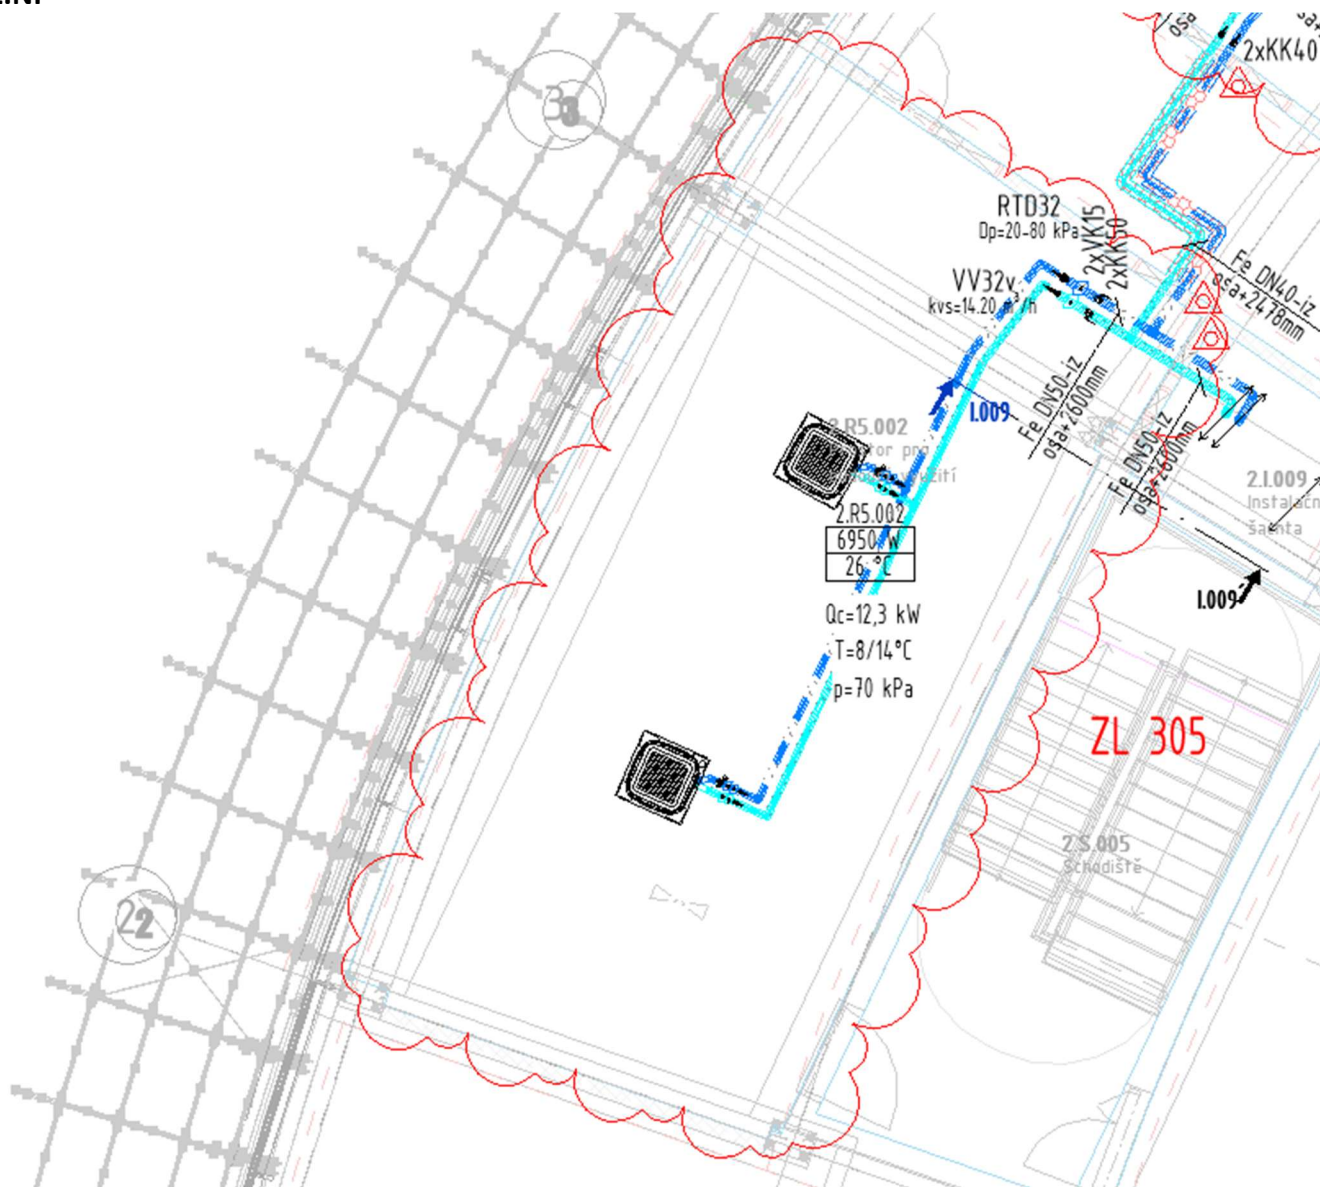 2xKK40
3
3
RTD32
Dp=20-80 kPa
2xVK15
2xKK50
Fe DN40-iz
osa+2478mm
VV32v
kvs=14.20 m³/h
I.009
Fe DN50-iz
osa+2600mm
Fe DN50-iz
osa+2600mm
2.R5.002
2.I.009
šachta
2.R5.002
6950 W
26 °C
I.009
Qc=12,3 kW
T=8/14°C
p=70 kPa
ZL 305
2.S.005
Schodiště
2
2